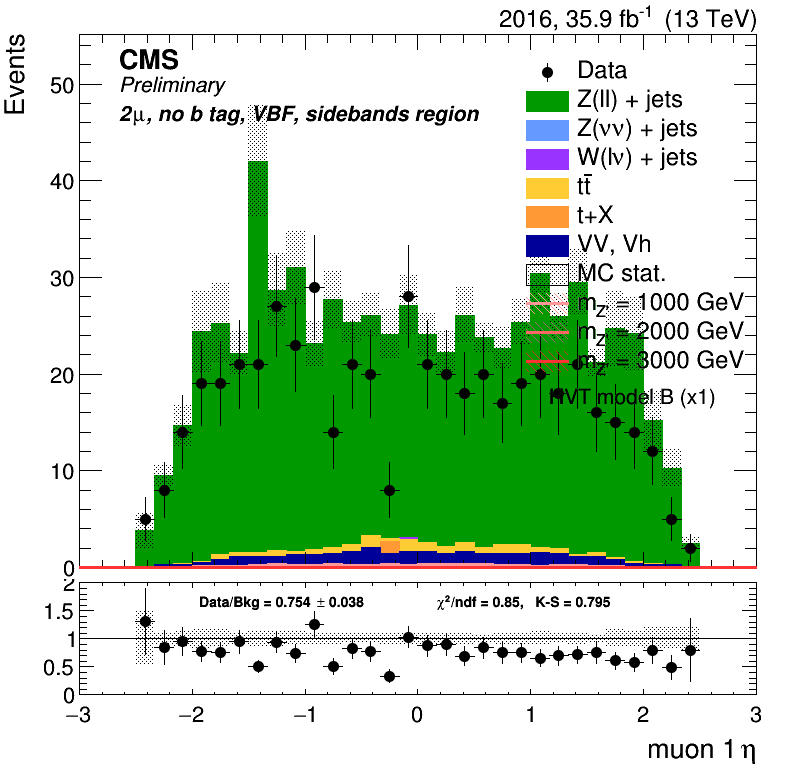 2016, 35.9 fb⁻¹ (13 TeV)
Events
CMS
Preliminary
2μ, no b tag, VBF, sidebands region
Data
Z(ll) + jets
Z(νν) + jets
W(lν) + jets
tt̄
t+X
VV, Vh
MC stat.
m_Z' = 1000 GeV
m_Z' = 2000 GeV
m_Z' = 3000 GeV
HVT model B (x1)
50
40
30
20
10
0
2
1.5
1
0.5
0
Data/Bkg = 0.754 ± 0.038 χ²/ndf = 0.85, K-S = 0.795
−3 −2 −1 0 1 2 3
muon 1 η